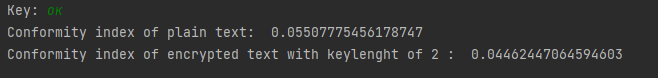 Key: ок
Conformity index of plain text:  0.05507775456178747
Conformity index of encrypted text with keylenght of 2 :  0.04462447064594603